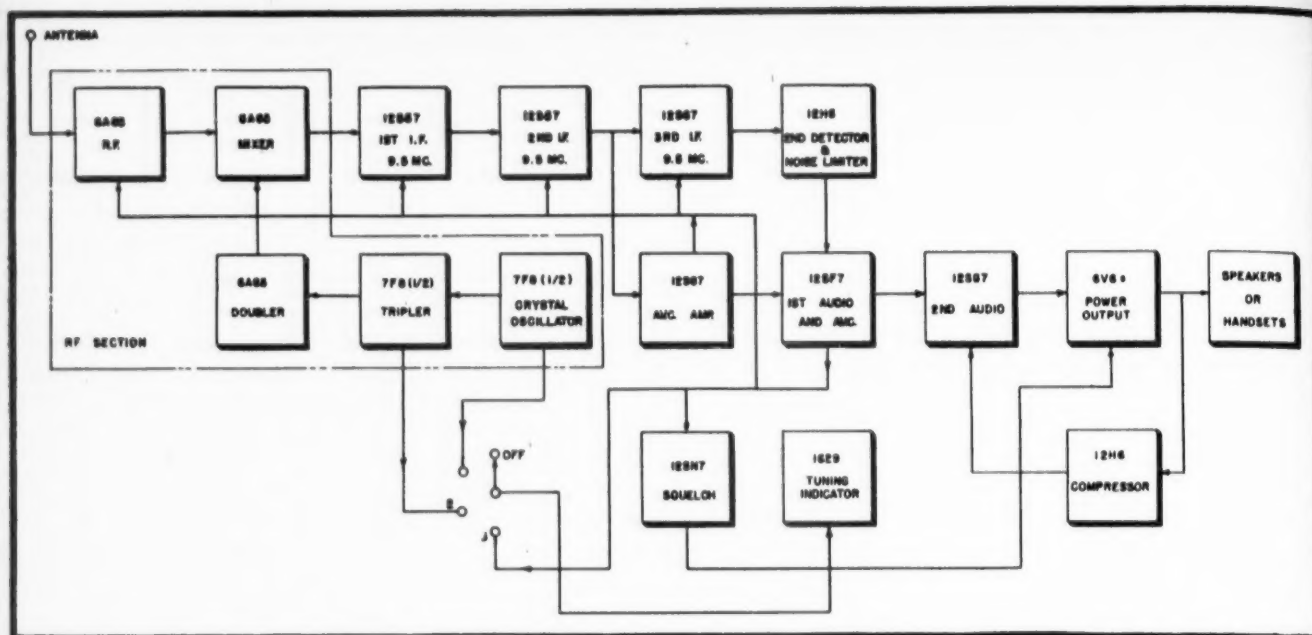 ANTENNA
6AG5
R.F.
6AG5
MIXER
12SG7
1ST I.F.
9.5 MC.
12SG7
2ND I.F.
9.5 MC.
12SG7
3RD I.F.
9.5 MC.
12H6
2ND DETECTOR
&
NOISE LIMITER
6AG5
DOUBLER
7F8 (1/2)
TRIPLER
7F8 (1/2)
CRYSTAL
OSCILLATOR
12SG7
12SF7
1ST AUDIO
AND AVC.
12SG7
2ND AUDIO
POWER
OUTPUT
SPEAKERS
OR
HANDSETS
RF SECTION
OFF
2
12SN7
SQUELCH
1629
TUNING
INDICATOR
12H6
COMPRESSOR